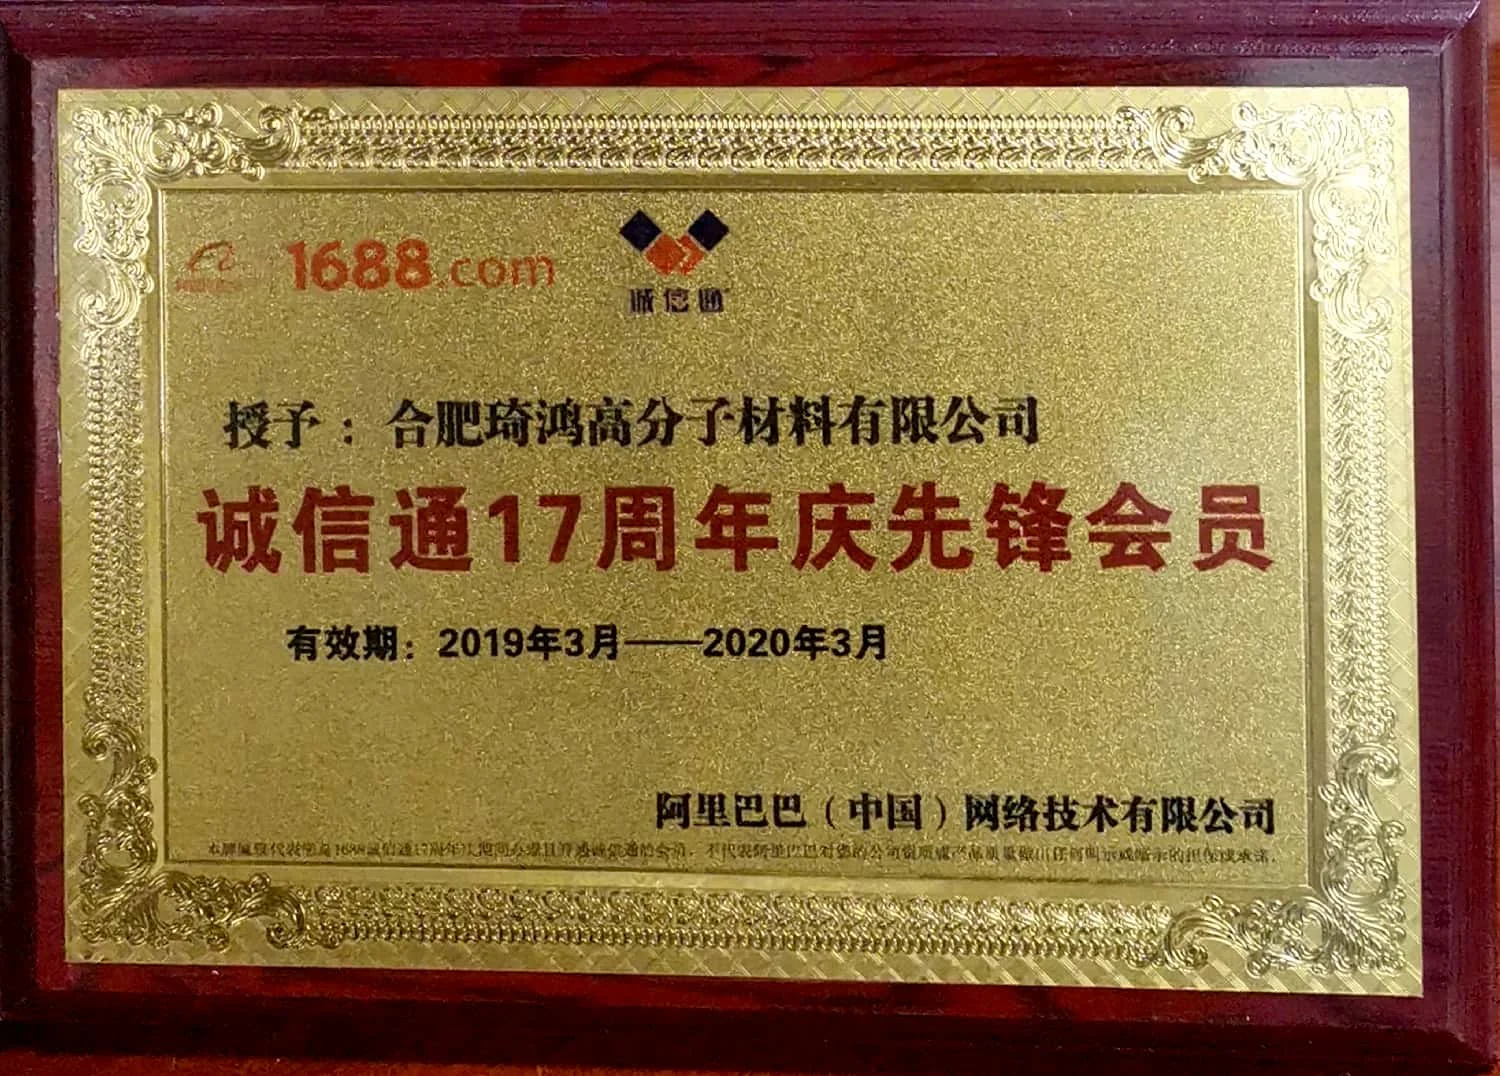 1688.com
诚信通
授予：合肥琦鸿高分子材料有限公司
诚信通17周年庆先锋会员
有效期：2019年3月——2020年3月
阿里巴巴（中国）网络技术有限公司